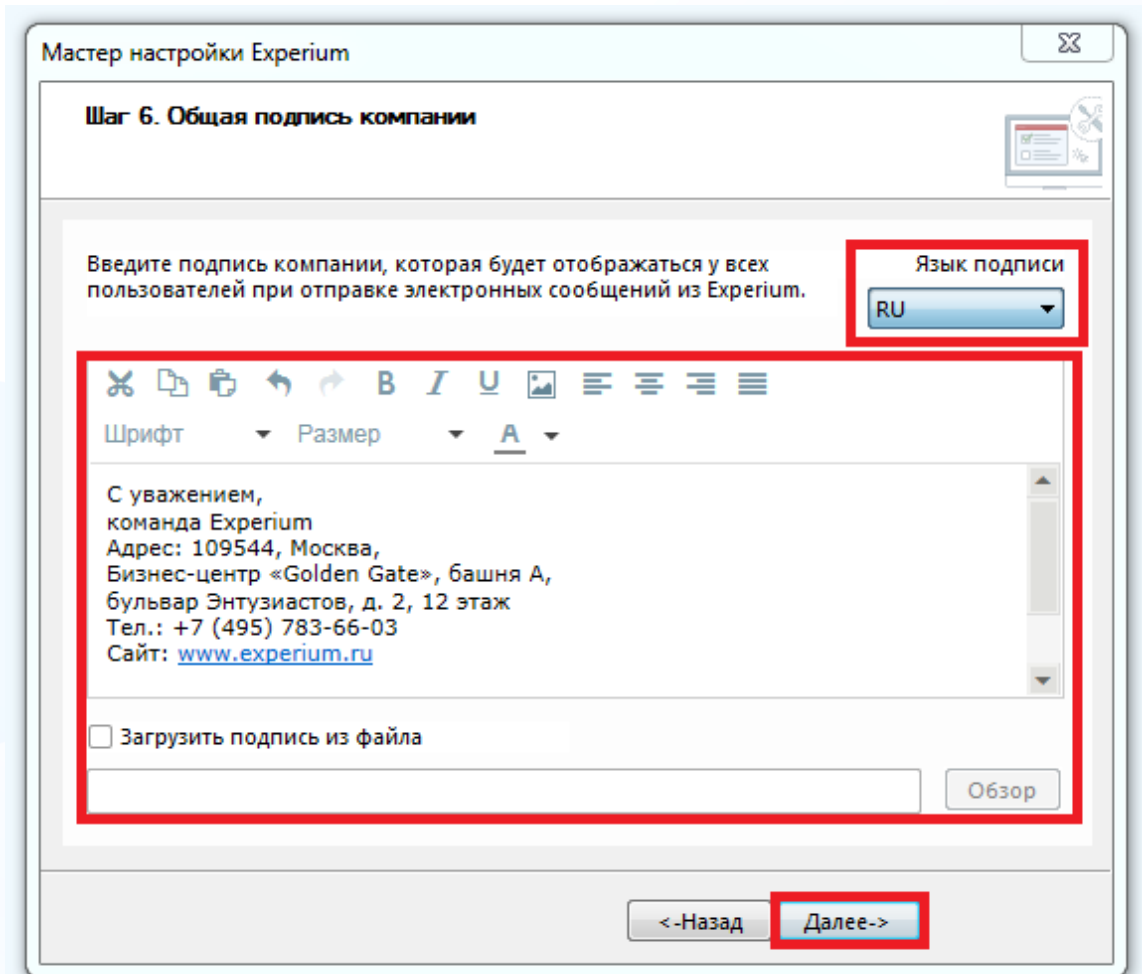 Мастер настройки Experium
Шаг 6. Общая подпись компании
Введите подпись компании, которая будет отображаться у всех
пользователей при отправке электронных сообщений из Experium.
Язык подписи
RU
B I U
Шрифт Размер A
С уважением,
команда Experium
Адрес: 109544, Москва,
Бизнес-центр «Golden Gate», башня А,
бульвар Энтузиастов, д. 2, 12 этаж
Тел.: +7 (495) 783-66-03
Сайт: www.experium.ru
Загрузить подпись из файла
Обзор
<-Назад Далее->